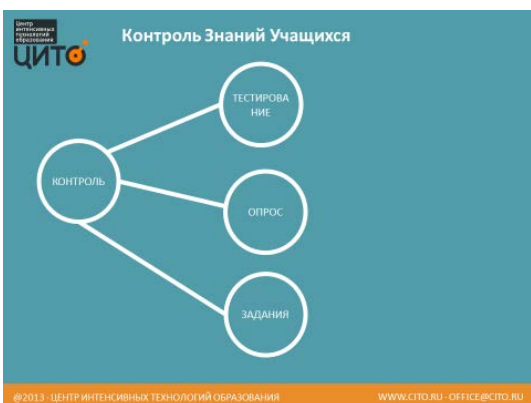 Центр
интенсивных
технологий
образования
ЦИТО
Контроль Знаний Учащихся
ТЕСТИРОВА
НИЕ
КОНТРОЛЬ
ОПРОС
ЗАДАНИЯ
@2013 - ЦЕНТР ИНТЕНСИВНЫХ ТЕХНОЛОГИЙ ОБРАЗОВАНИЯ
WWW.CITO.RU - OFFICE@CITO.RU